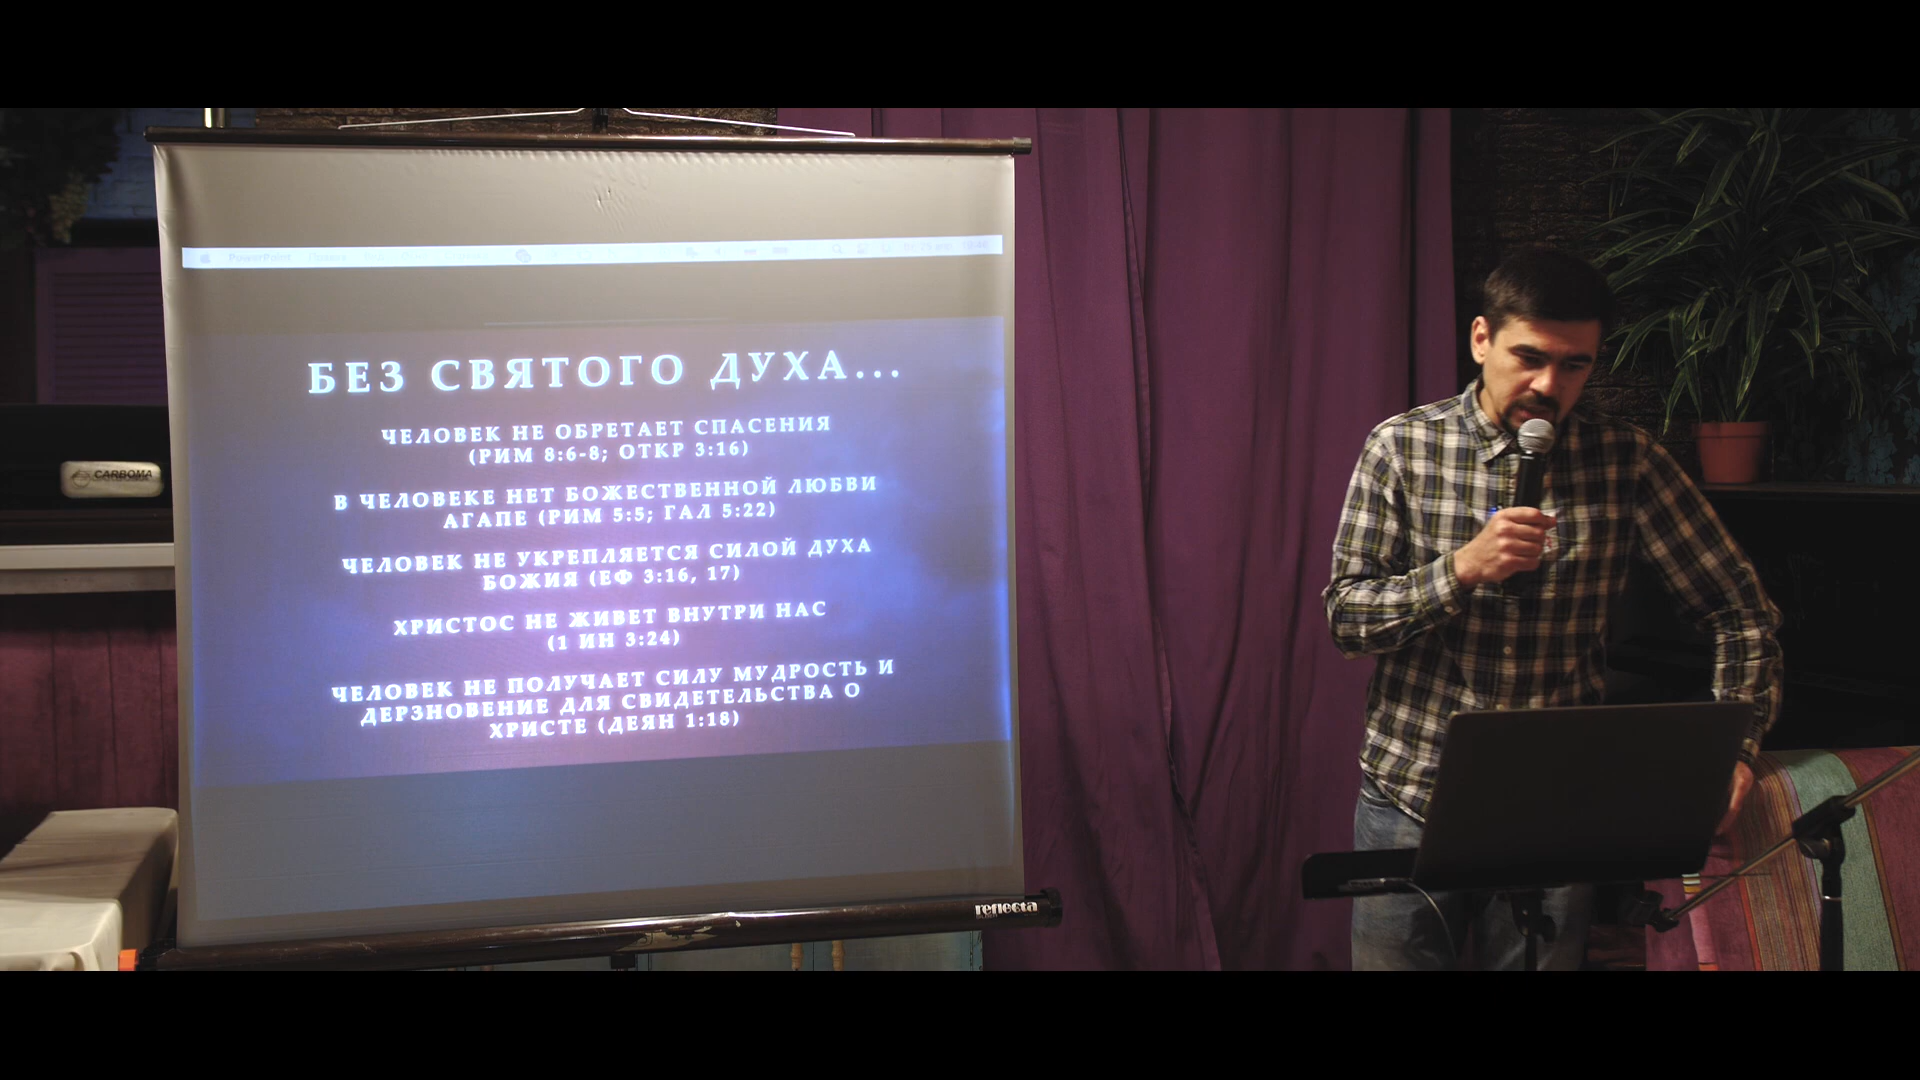 PowerPoint
БЕЗ СВЯТОГО ДУХА...
ЧЕЛОВЕК НЕ ОБРЕТАЕТ СПАСЕНИЯ
(РИМ 8:6-8; ОТКР 3:16)
В ЧЕЛОВЕКЕ НЕТ БОЖЕСТВЕННОЙ ЛЮБВИ
АГАПЕ (РИМ 5:5; ГАЛ 5:22)
ЧЕЛОВЕК НЕ УКРЕПЛЯЕТСЯ СИЛОЙ ДУХА
БОЖИЯ (ЕФ 3:16, 17)
ХРИСТОС НЕ ЖИВЕТ ВНУТРИ НАС
(1 ИН 3:24)
ЧЕЛОВЕК НЕ ПОЛУЧАЕТ СИЛУ МУДРОСТЬ И
ДЕРЗНОВЕНИЕ ДЛЯ СВИДЕТЕЛЬСТВА О
ХРИСТЕ (ДЕЯН 1:18)
CARBOMA
reflecta